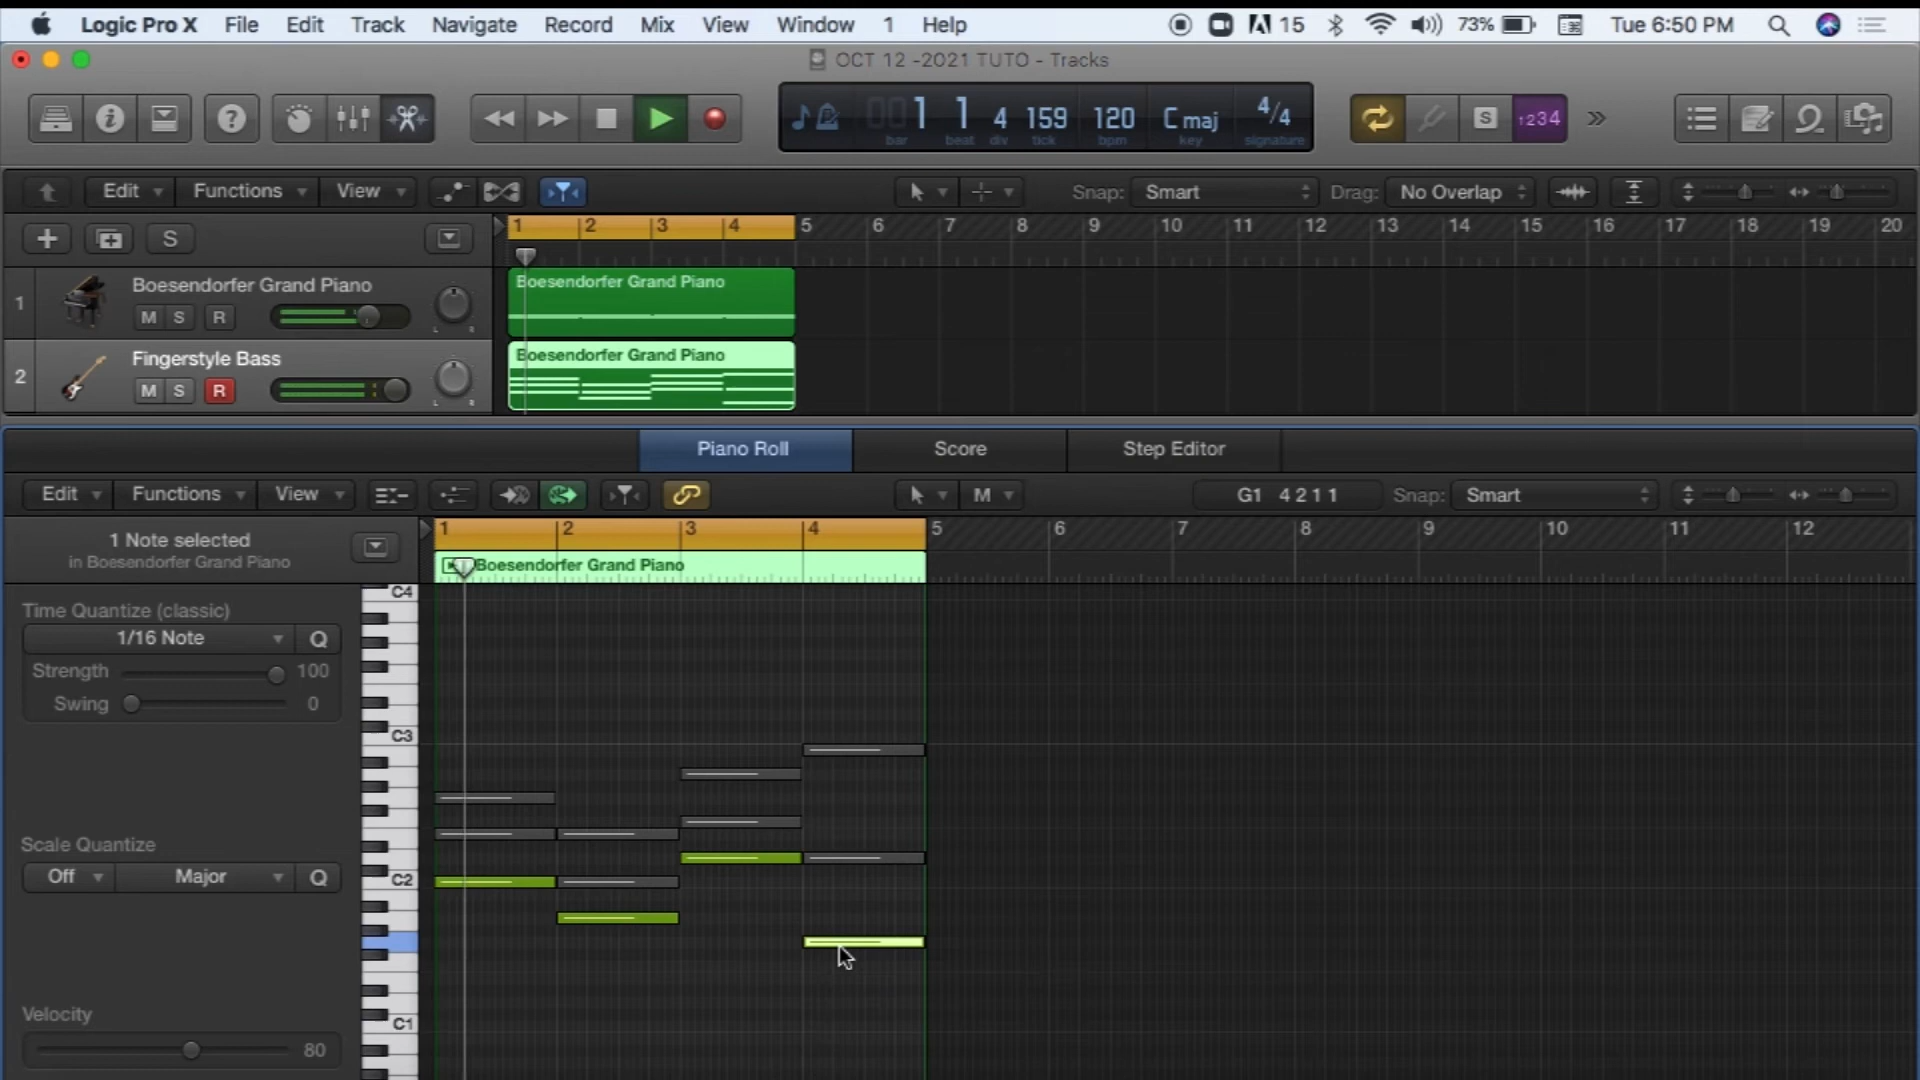 Logic Pro X File Edit Track Navigate Record Mix View Window 1 Help 15 73% Tue 6:50 PM
OCT 12 -2021 TUTO - Tracks
1 1 4 159 120 C maj 4/4
bar beat div tick bpm key signature
S 1234
Edit Functions View Snap: Smart Drag: No Overlap
S 1 2 3 4 5 6 7 8 9 10 11 12 13 14 15 16 17 18 19 20
1 Boesendorfer Grand Piano
M S R L R
Boesendorfer Grand Piano
2 Fingerstyle Bass
M S R L R
Boesendorfer Grand Piano
Piano Roll Score Step Editor
Edit Functions View M G1 4 2 1 1 Snap: Smart
1 2 3 4 5 6 7 8 9 10 11 12
1 Note selected
in Boesendorfer Grand Piano
Boesendorfer Grand Piano
C4
Time Quantize (classic)
1/16 Note Q
Strength 100
Swing 0
C3
Scale Quantize
Off Major Q
C2
Velocity
C1
80